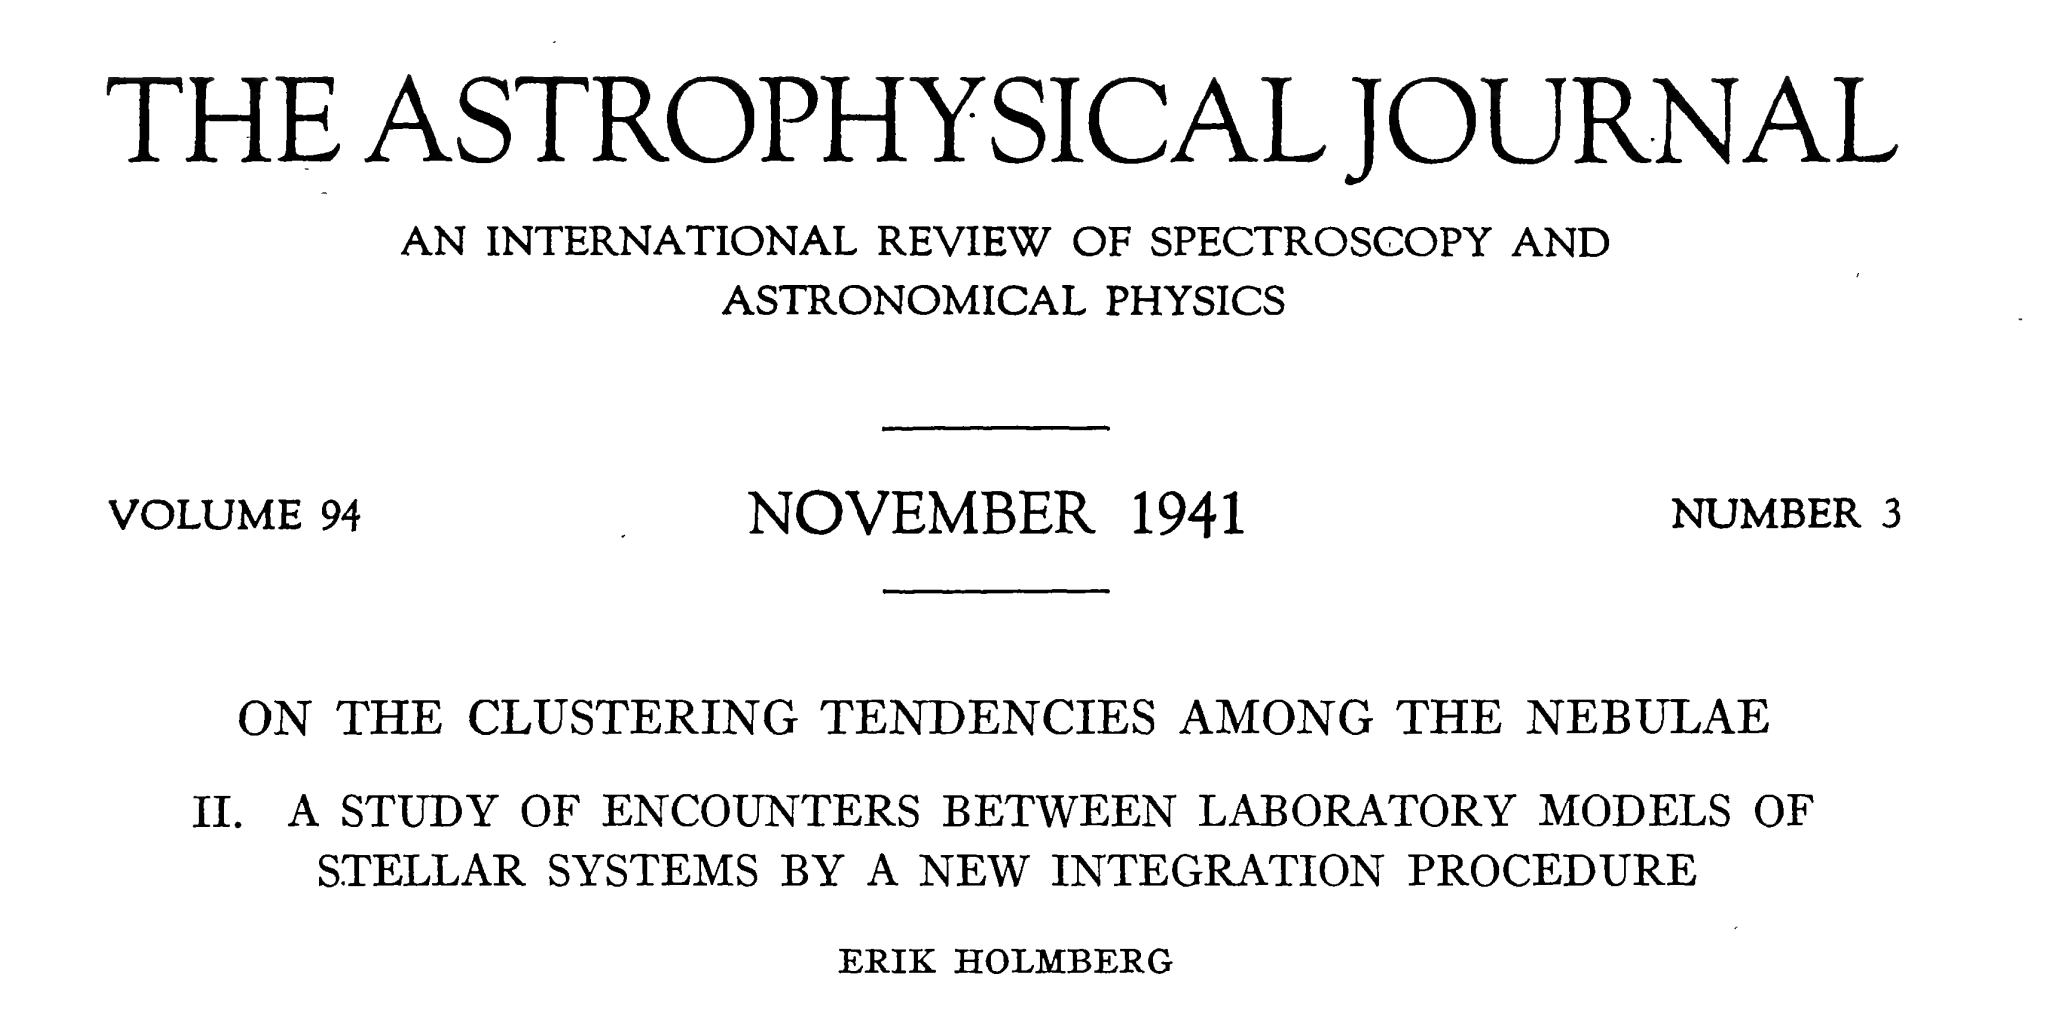 THE ASTROPHYSICAL JOURNAL
AN INTERNATIONAL REVIEW OF SPECTROSCOPY AND
ASTRONOMICAL PHYSICS
VOLUME 94 NOVEMBER 1941 NUMBER 3
ON THE CLUSTERING TENDENCIES AMONG THE NEBULAE
II. A STUDY OF ENCOUNTERS BETWEEN LABORATORY MODELS OF
STELLAR SYSTEMS BY A NEW INTEGRATION PROCEDURE
ERIK HOLMBERG